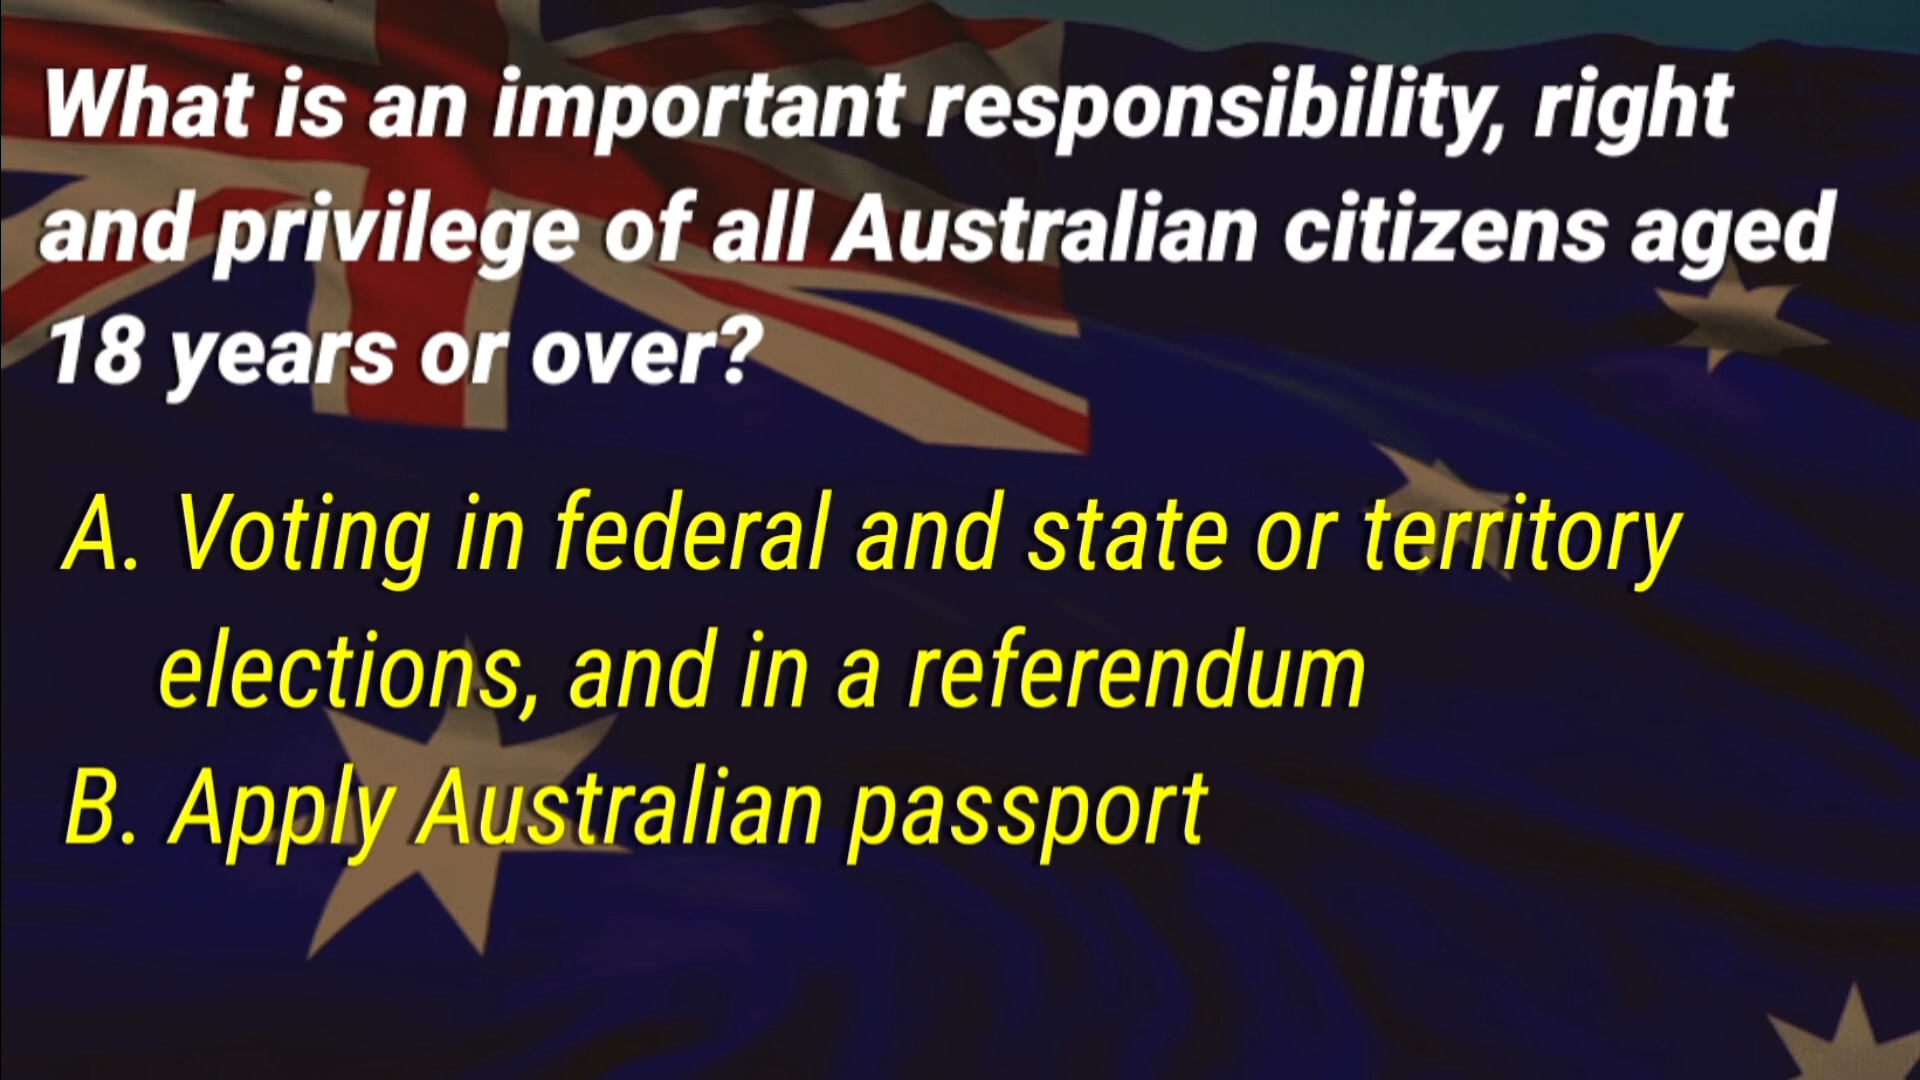 What is an important responsibility, right
and privilege of all Australian citizens aged
18 years or over?
A. Voting in federal and state or territory
elections, and in a referendum
B. Apply Australian passport